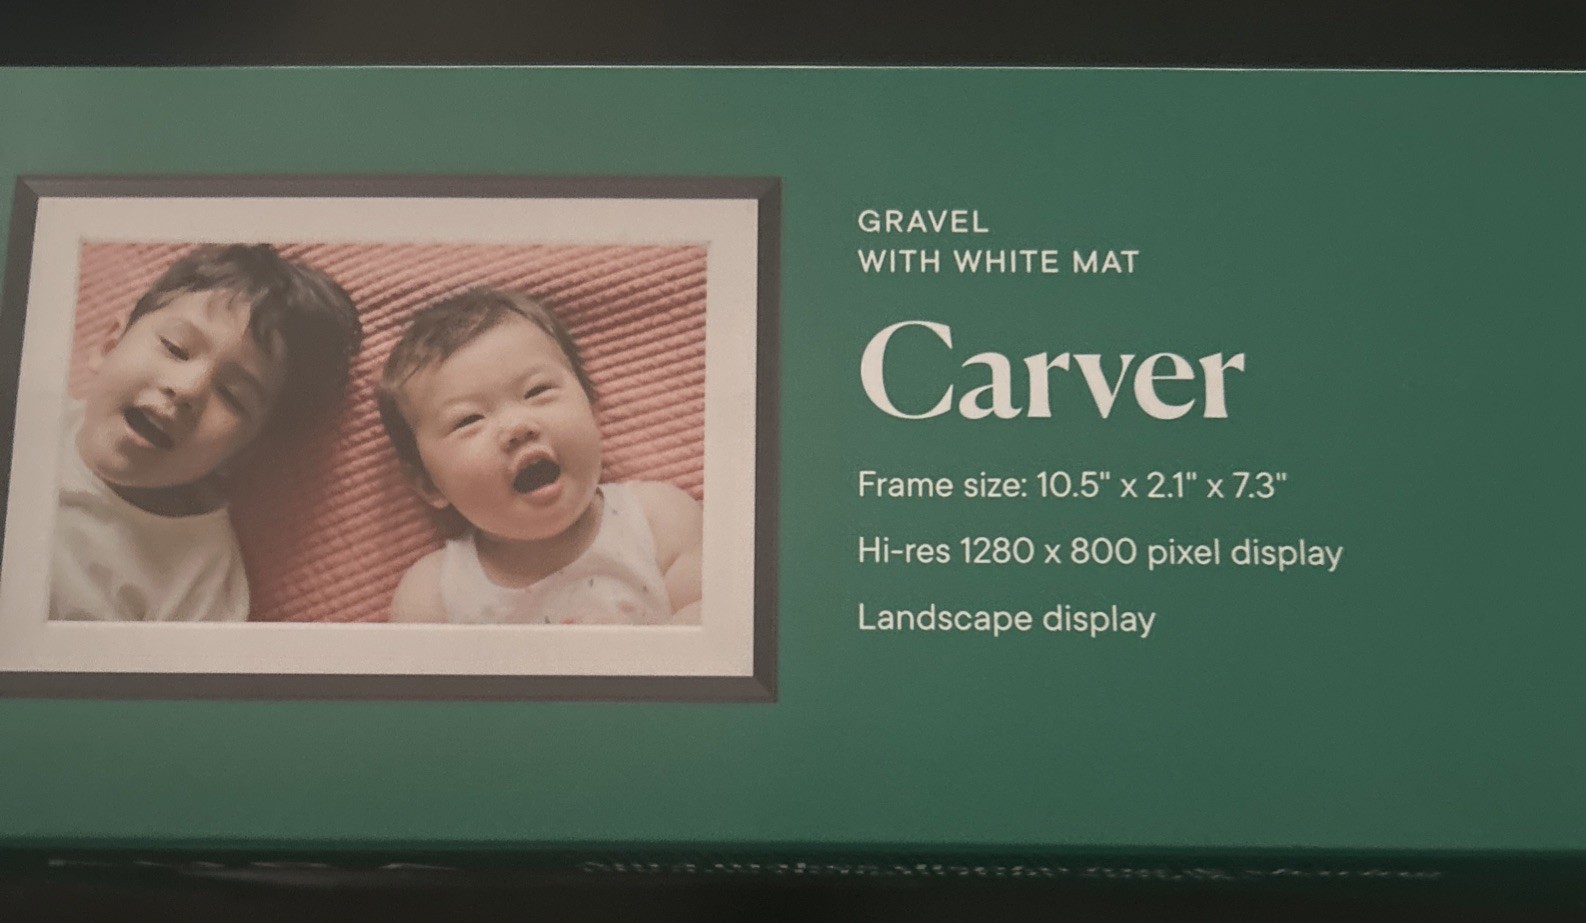 GRAVEL
WITH WHITE MAT
Carver
Frame size: 10.5" x 2.1" x 7.3"
Hi-res 1280 x 800 pixel display
Landscape display